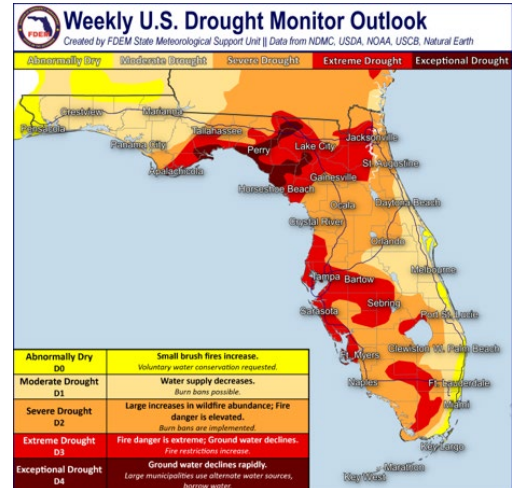 FDEM
Weekly U.S. Drought Monitor Outlook
Created by FDEM State Meteorological Support Unit || Data from NDMC, USDA, NOAA, USCB, Natural Earth
Abnormally Dry Moderate Drought Severe Drought Extreme Drought Exceptional Drought
Crestview
Marianna
Pensacola
Tallahassee
Jacksonville
Panama City
Perry
Lake City
St. Augustine
Apalachicola
Gainesville
Horseshoe Beach
Ocala
Daytona Beach
Crystal River
Orlando
Melbourne
Tampa
Bartow
Sebring
Sarasota
Port St. Lucie
Clewiston
W. Palm Beach
Ft. Myers
Naples
Ft. Lauderdale
Miami
Key Largo
Marathon
Key West
Abnormally Dry
D0
Small brush fires increase.
Voluntary water conservation requested.
Moderate Drought
D1
Water supply decreases.
Burn bans possible.
Severe Drought
D2
Large increases in wildfire abundance; Fire
danger is elevated.
Burn bans are implemented.
Extreme Drought
D3
Fire danger is extreme; Ground water declines.
Fire restrictions increase.
Exceptional Drought
D4
Ground water declines rapidly.
Large municipalities use alternate water sources,
borrow water.